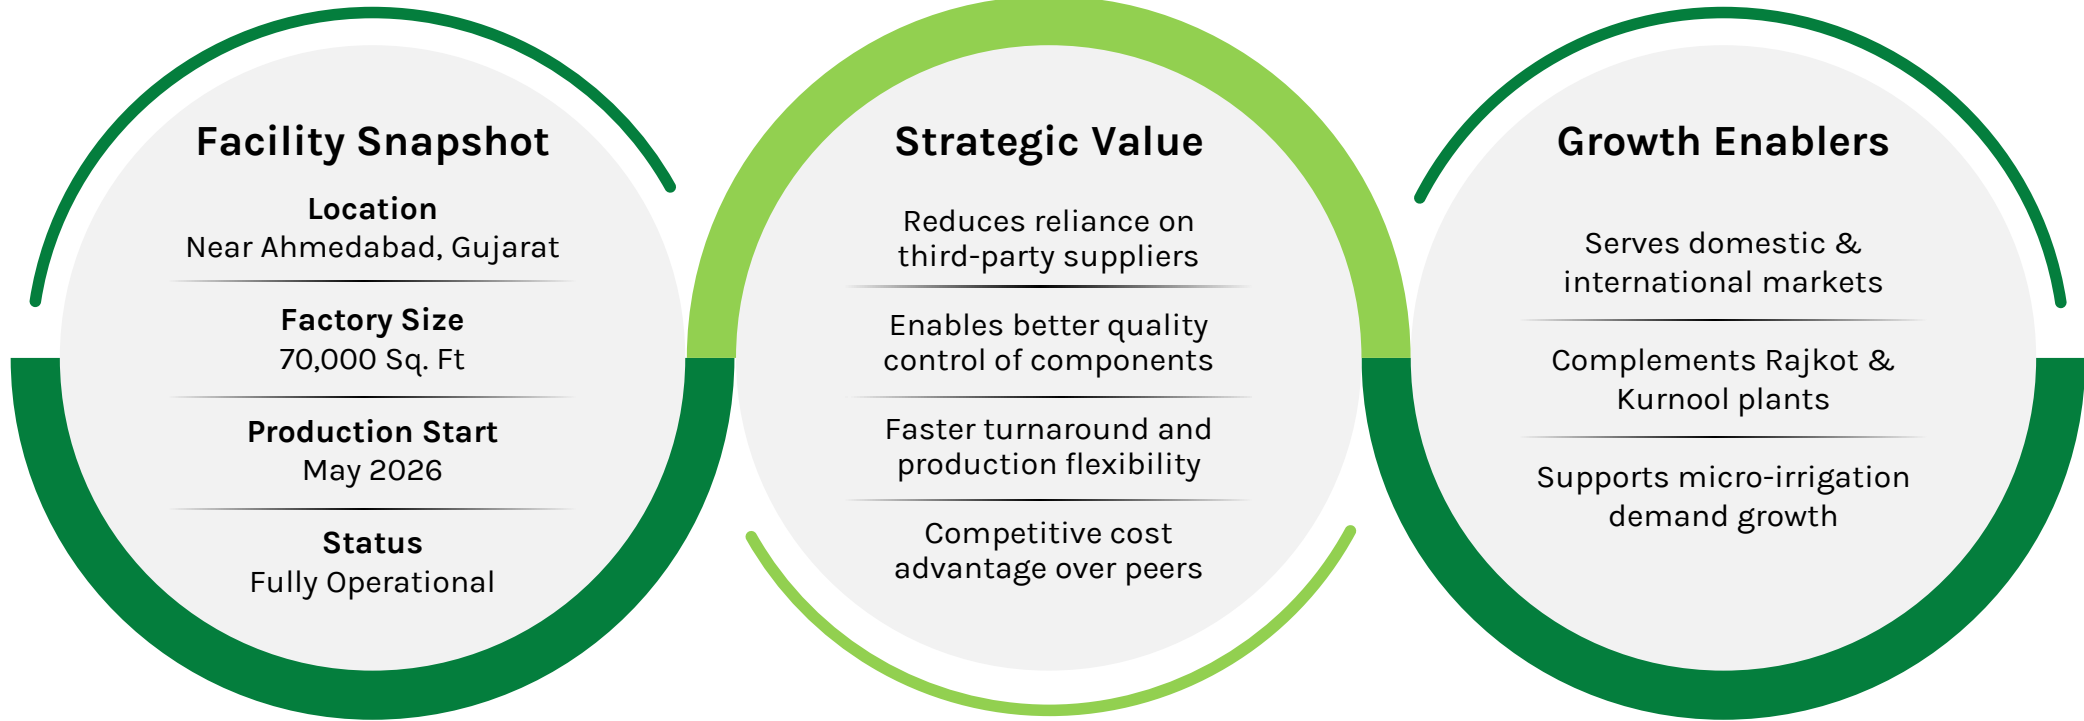 Facility Snapshot
Location
Near Ahmedabad, Gujarat
Factory Size
70,000 Sq. Ft
Production Start
May 2026
Status
Fully Operational
Strategic Value
Reduces reliance on
third-party suppliers
Enables better quality
control of components
Faster turnaround and
production flexibility
Competitive cost
advantage over peers
Growth Enablers
Serves domestic &
international markets
Complements Rajkot &
Kurnool plants
Supports micro-irrigation
demand growth